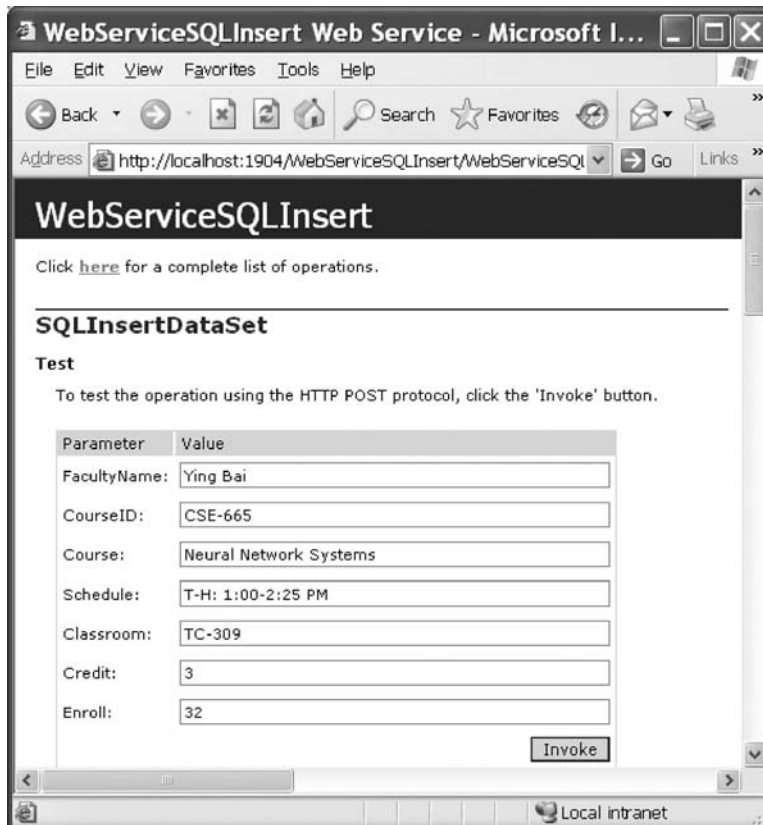 WebServiceSQLInsert Web Service - Microsoft I...
File Edit View Favorites Tools Help
Back Search Favorites »
Address http://localhost:1904/WebServiceSQLInsert/WebServiceSQl Go Links »
WebServiceSQLInsert
Click here for a complete list of operations.
SQLInsertDataSet
Test
To test the operation using the HTTP POST protocol, click the 'Invoke' button.
Parameter Value
FacultyName: Ying Bai
CourseID: CSE-665
Course: Neural Network Systems
Schedule: T-H: 1:00-2:25 PM
Classroom: TC-309
Credit: 3
Enroll: 32
Invoke
Local intranet